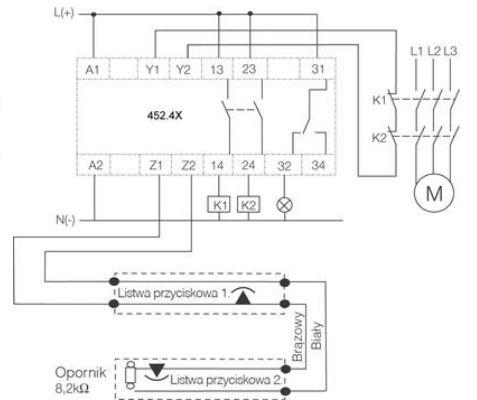 L(+)
L1 L2 L3
A1 Y1 Y2 13 23 31
K1
452.4X
K2
A2 Z1 Z2 14 24 32 34
K1 K2
M
N(-)
Listwa przyciskowa 1.
Brązowy
Biały
Opornik
8,2kΩ
Listwa przyciskowa 2.